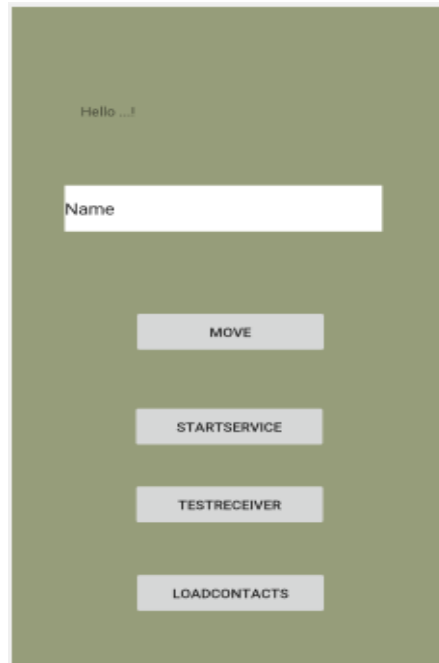 Hello ...!
Name
MOVE
STARTSERVICE
TESTRECEIVER
LOADCONTACTS